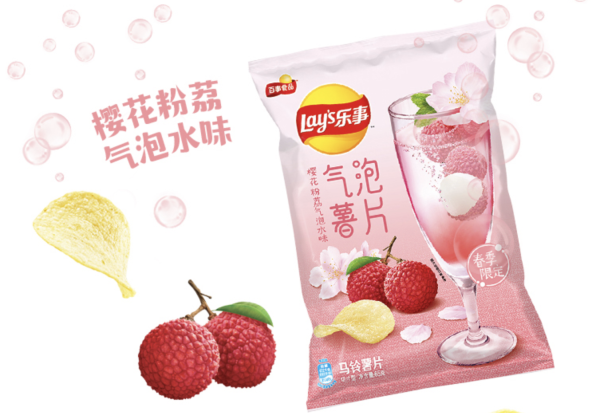 樱花粉荔
气泡水味
百事食品
Lay's乐事
气泡
薯片
樱花粉荔气泡水味
春季
限定
马铃薯片